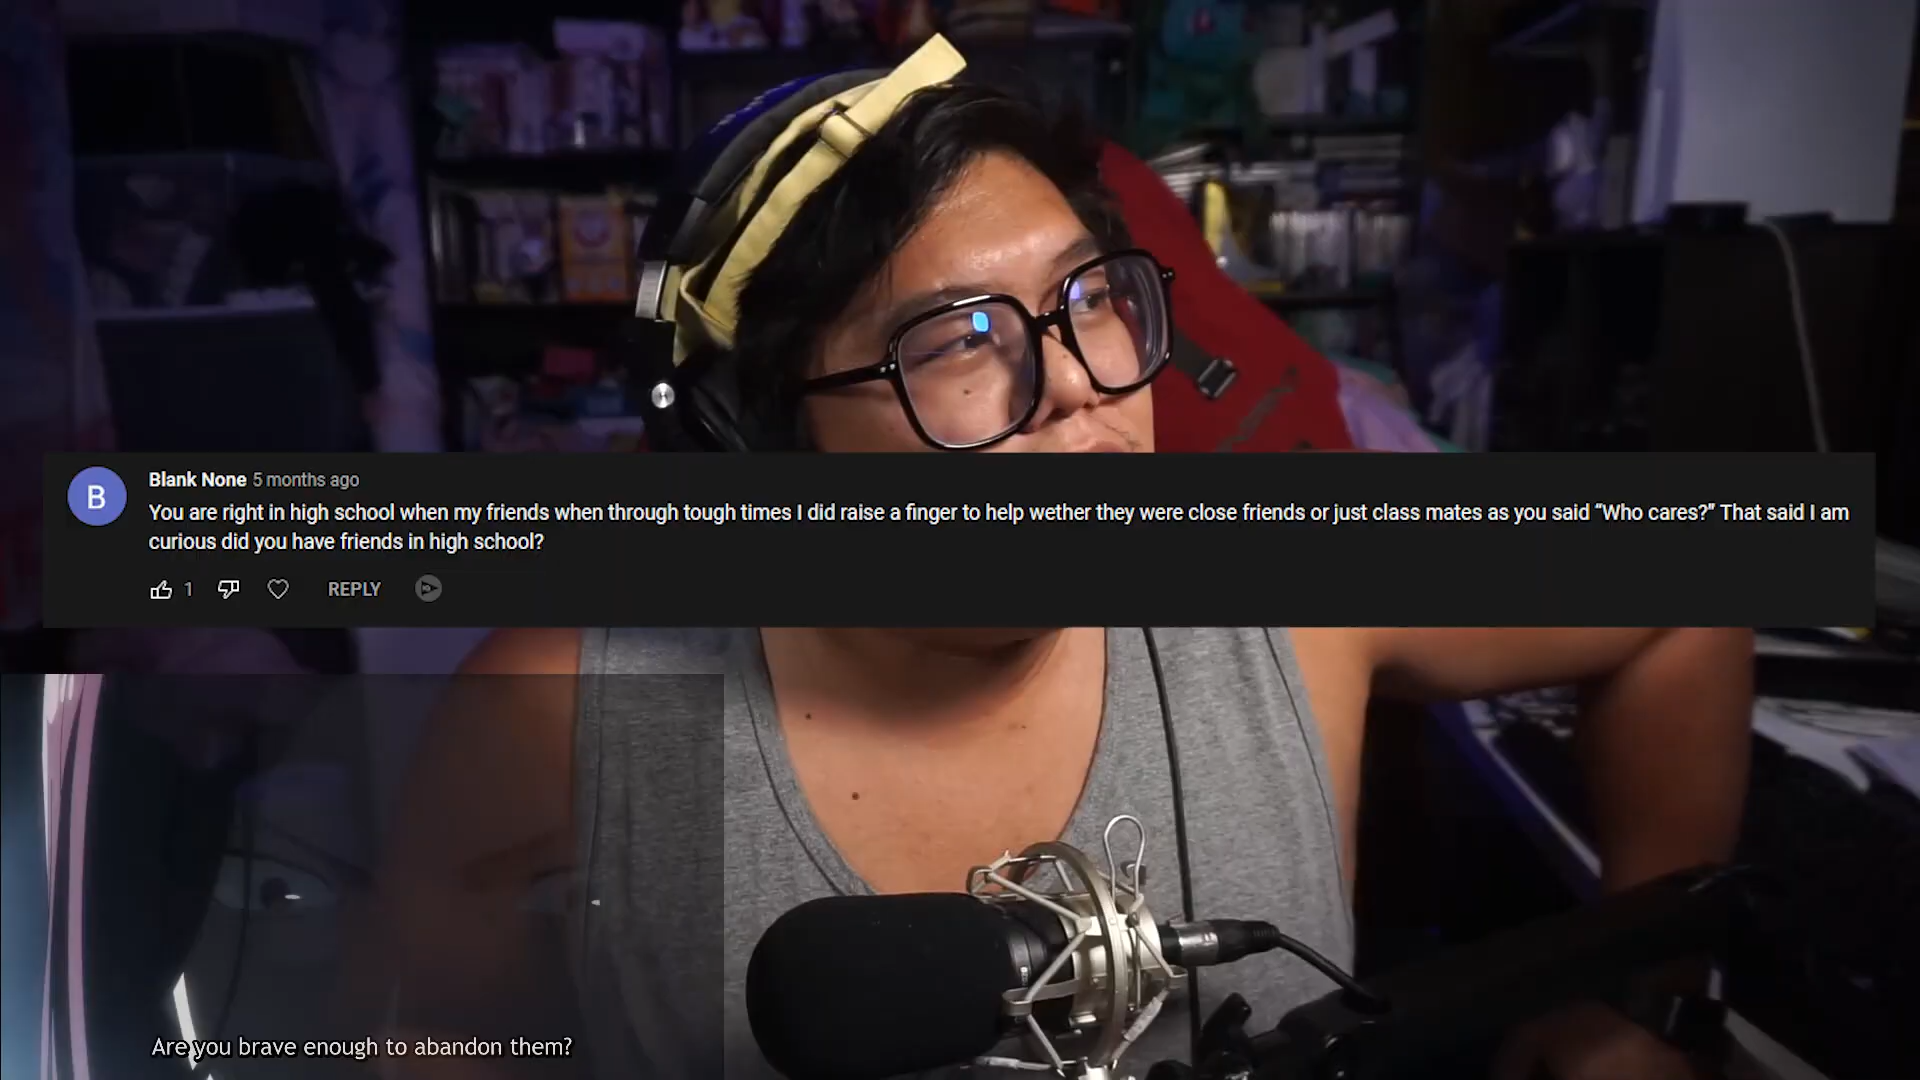 B
Blank None 5 months ago
You are right in high school when my friends when through tough times I did raise a finger to help wether they were close friends or just class mates as you said “Who cares?” That said I am
curious did you have friends in high school?
1 REPLY
Are you brave enough to abandon them?